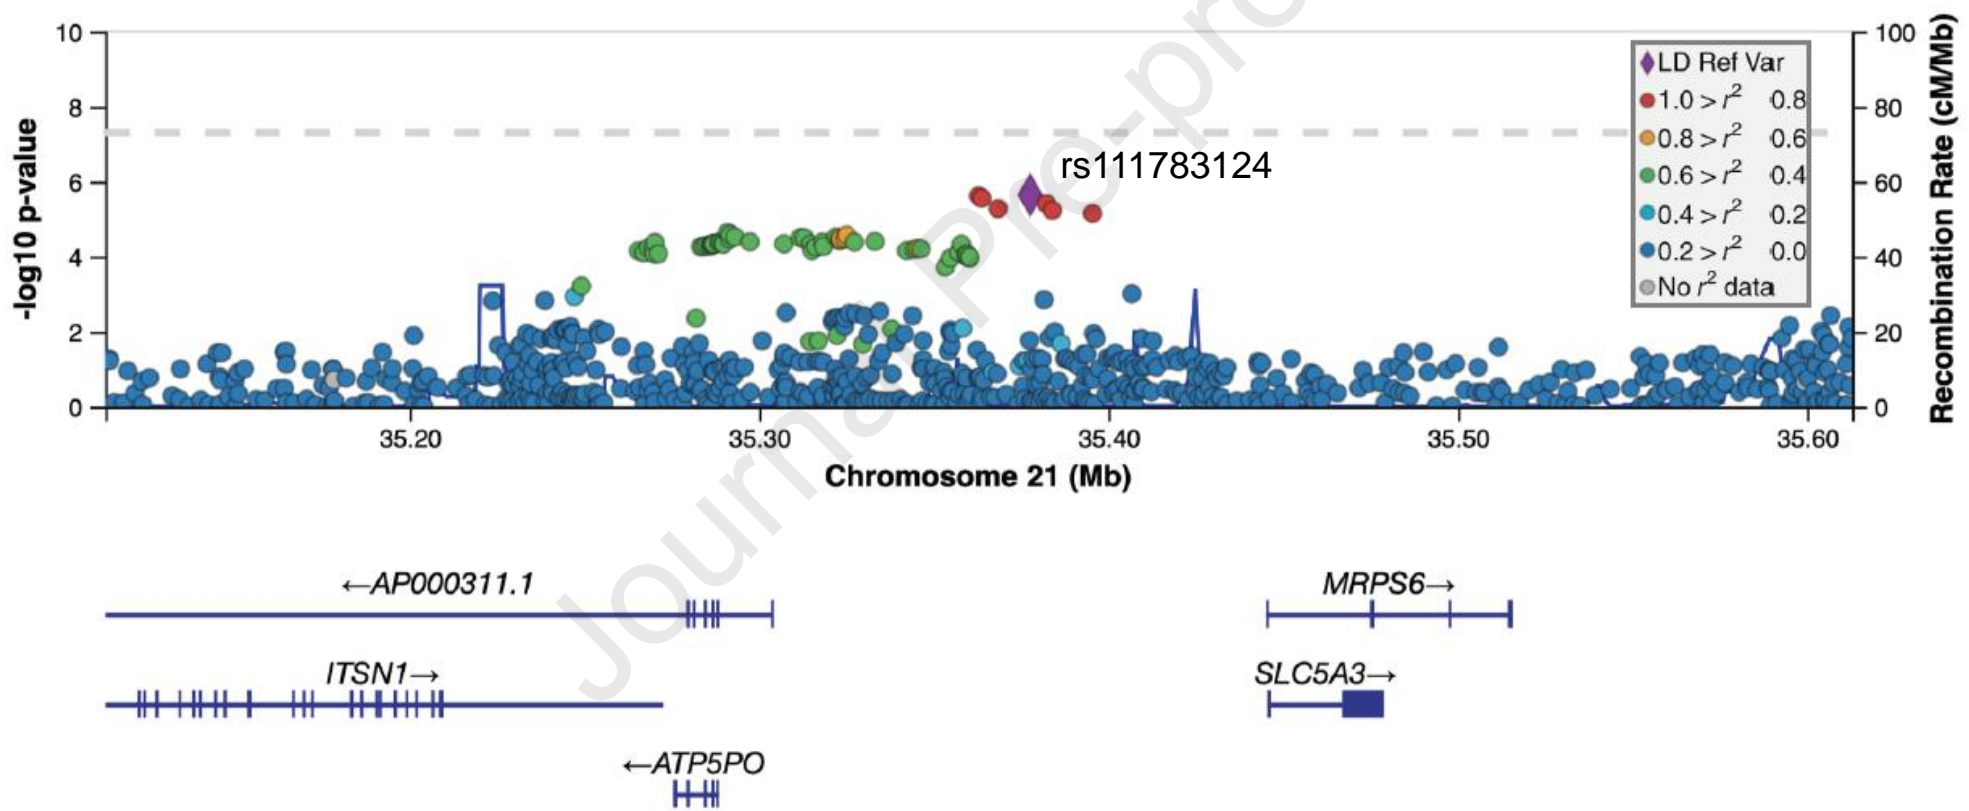 10
8
6
4
2
0
-log10 p-value
100
80
60
40
20
0
Recombination Rate (cM/Mb)
LD Ref Var
1.0 > r² 0.8
0.8 > r² 0.6
0.6 > r² 0.4
0.4 > r² 0.2
0.2 > r² 0.0
No r² data
rs111783124
35.20 35.30 35.40 35.50 35.60
Chromosome 21 (Mb)
←AP000311.1
MRPS6→
ITSN1→
SLC5A3→
←ATP5PO
Journal Pre-pro